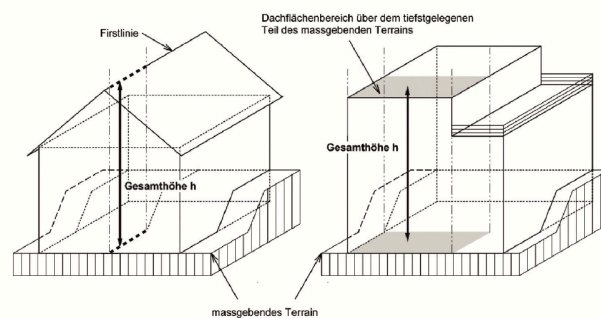 Firstlinie
Dachflächenbereich über dem tiefstgelegenen
Teil des massgebenden Terrains
Gesamthöhe h
Gesamthöhe h
massgebendes Terrain